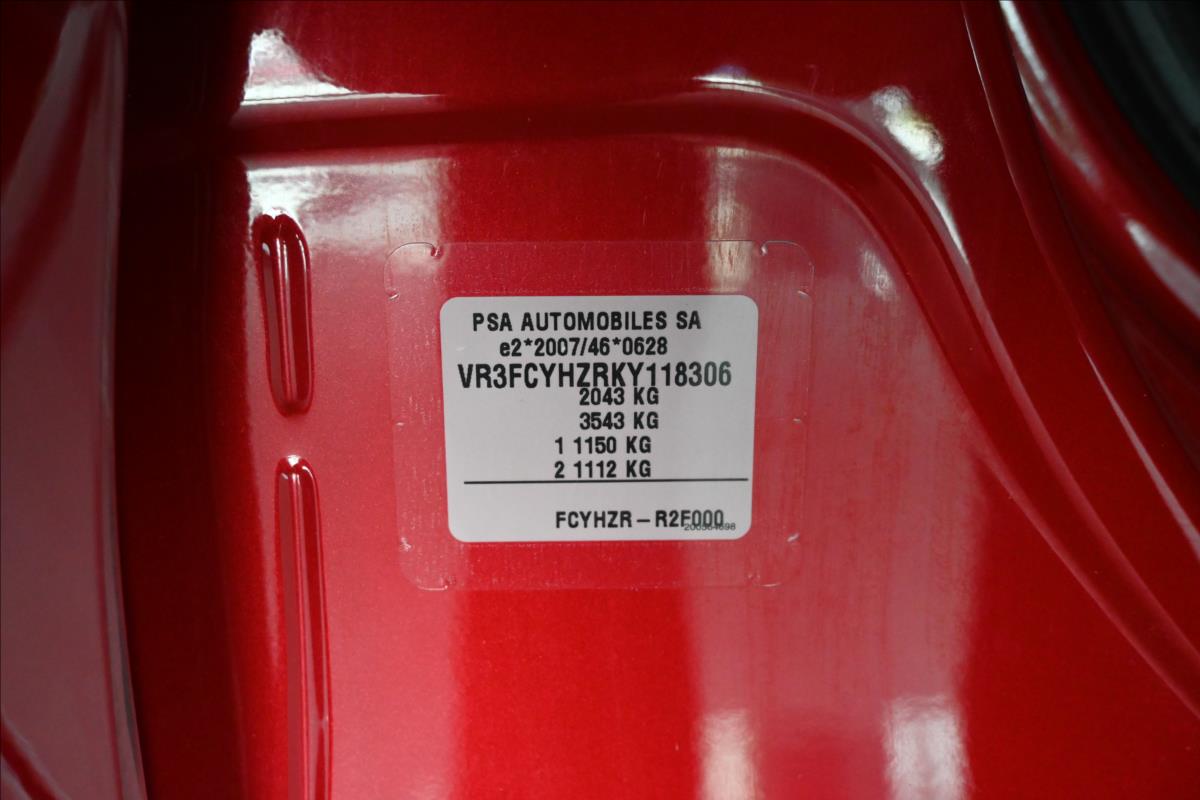 PSA AUTOMOBILES SA
e2*2007/46*0628
VR3FCYHZRKY118306
2043 KG
3543 KG
1 1150 KG
2 1112 KG
FCYHZR – R2F000